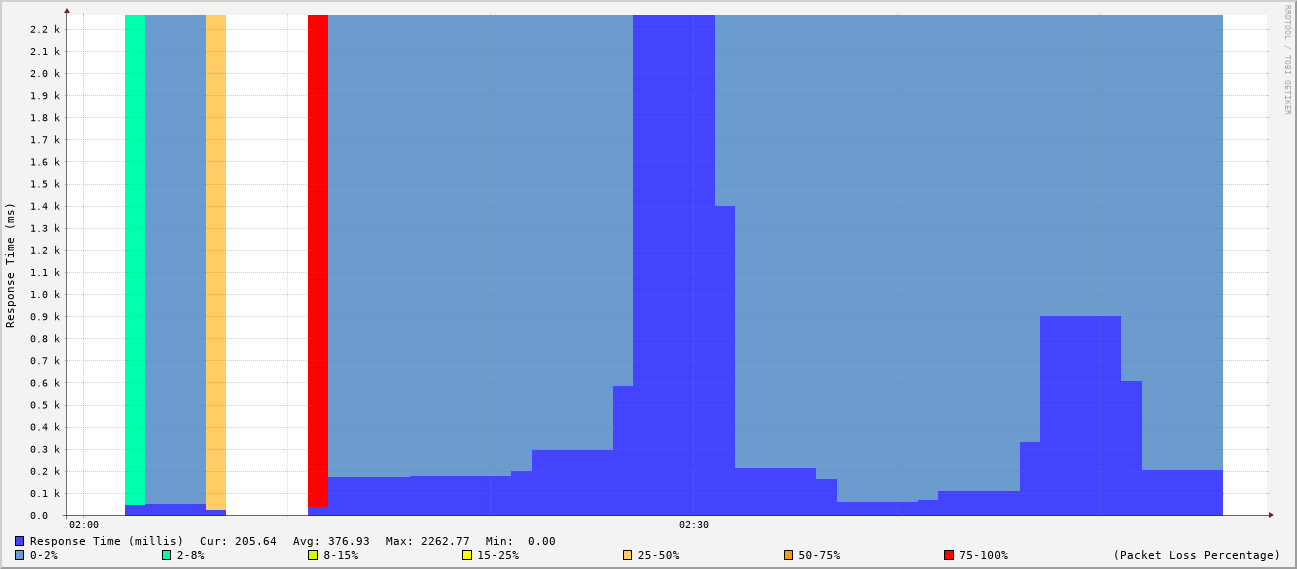 2.2 k
2.1 k
2.0 k
1.9 k
1.8 k
1.7 k
1.6 k
1.5 k
1.4 k
1.3 k
1.2 k
1.1 k
1.0 k
0.9 k
0.8 k
0.7 k
0.6 k
0.5 k
0.4 k
0.3 k
0.2 k
0.1 k
0.0
Response Time (ms)
RRDTOOL / TOBI OETIKER
02:00 02:30
Response Time (millis) Cur: 205.64 Avg: 376.93 Max: 2262.77 Min: 0.00
0-2% 2-8% 8-15% 15-25% 25-50% 50-75% 75-100% (Packet Loss Percentage)